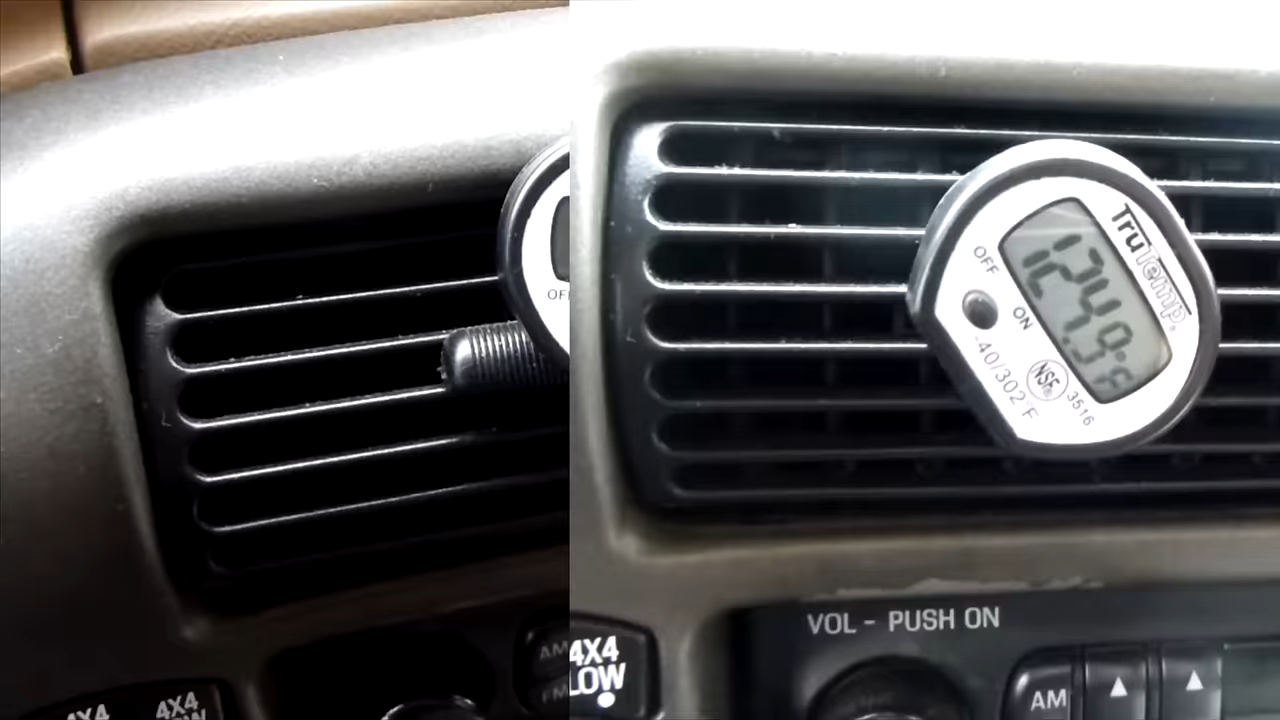 OFF
AM
FM
4X4
4X4
TruTemp®
124.9°F
OFF
ON
-40/302°F
NSF®
3516
VOL - PUSH ON
4X4
LOW
AM